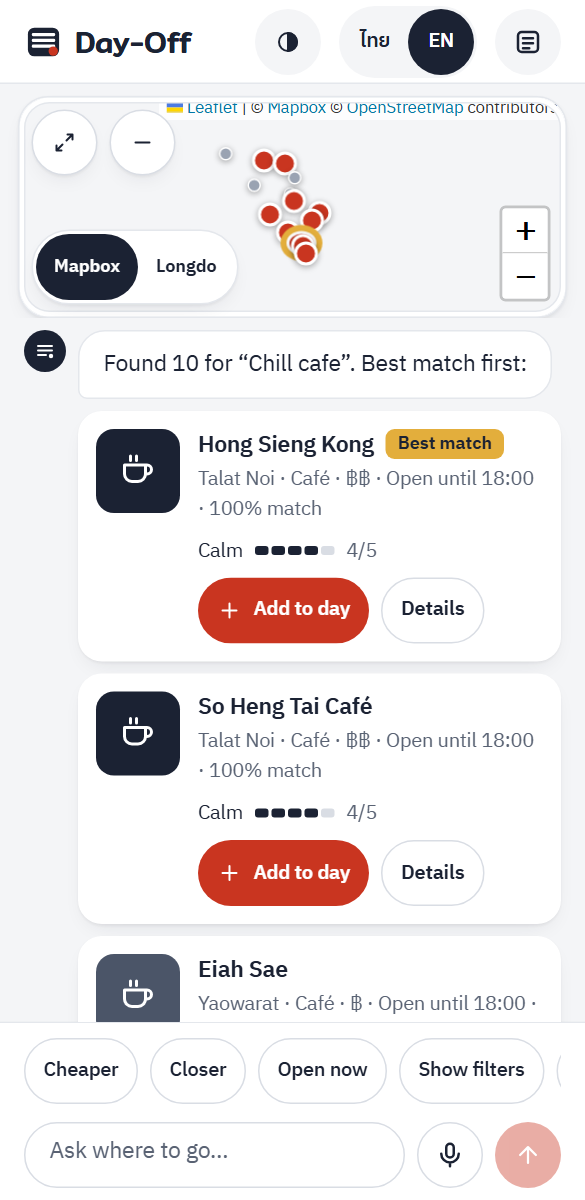 Day-Off
ไทย EN
Leaflet | © Mapbox © OpenStreetMap contributors
Mapbox Longdo
+
−
Found 10 for “Chill cafe”. Best match first:
Hong Sieng Kong Best match
Talat Noi · Café · ฿฿ · Open until 18:00
· 100% match
Calm 4/5
+ Add to day Details
So Heng Tai Café
Talat Noi · Café · ฿฿ · Open until 18:00
· 100% match
Calm 4/5
+ Add to day Details
Eiah Sae
Yaowarat · Café · ฿ · Open until 18:00 ·
Cheaper Closer Open now Show filters
Ask where to go...